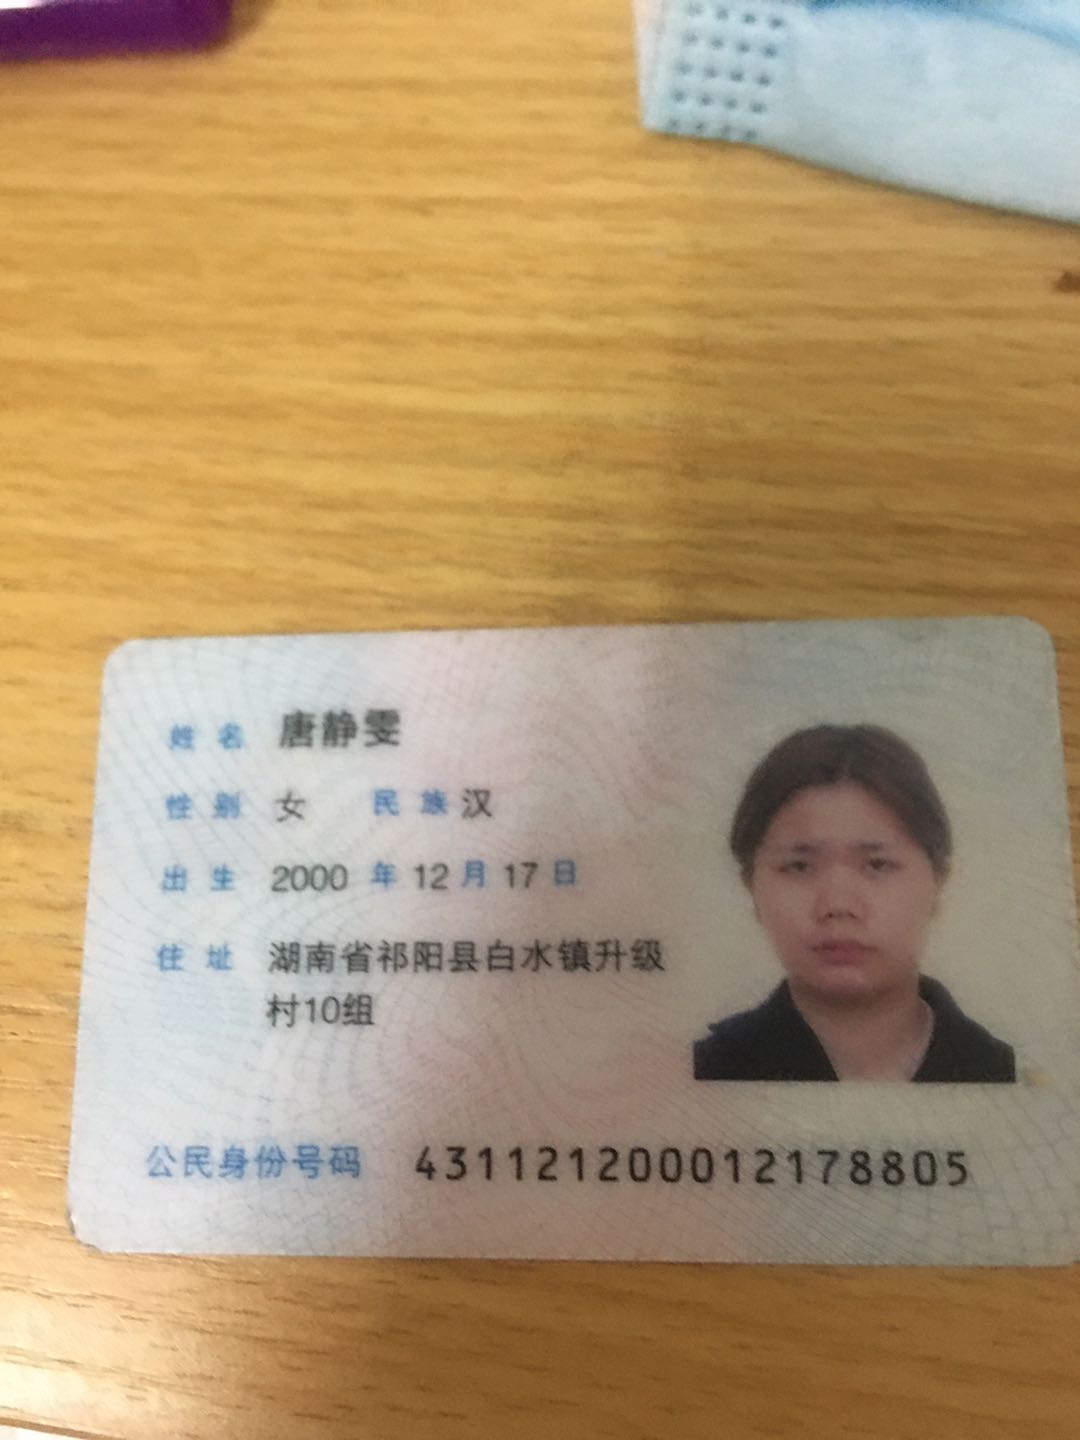 姓名 唐静雯
性别 女 民族 汉
出生 2000 年 12 月 17 日
住址 湖南省祁阳县白水镇升级
村10组
公民身份号码 431121200012178805